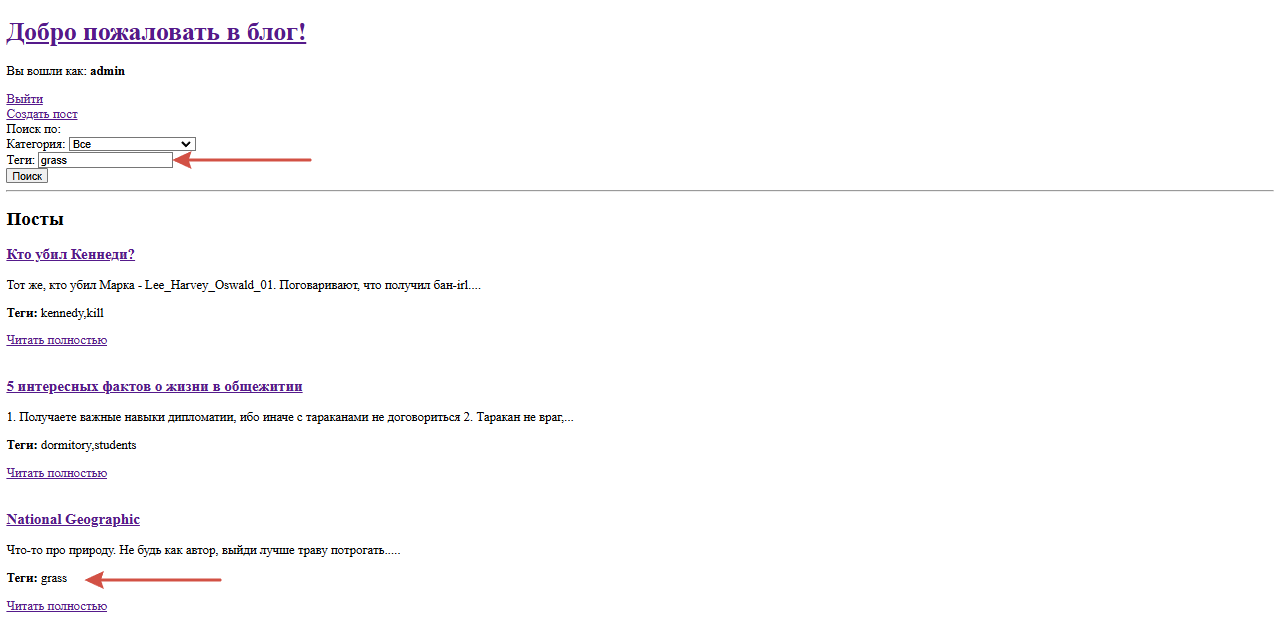 Добро пожаловать в блог!
Вы вошли как: admin
Выйти
Создать пост
Поиск по:
Категория: Все
Теги: grass
Поиск
Посты
Кто убил Кеннеди?
Тот же, кто убил Марка - Lee_Harvey_Oswald_01. Поговаривают, что получил бан-irl....
Теги: kennedy,kill
Читать полностью
5 интересных фактов о жизни в общежитии
1. Получаете важные навыки дипломатии, ибо иначе с тараканами не договориться 2. Таракан не враг,...
Теги: dormitory,students
Читать полностью
National Geographic
Что-то про природу. Не будь как автор, выйди лучше траву потрогать.....
Теги: grass
Читать полностью